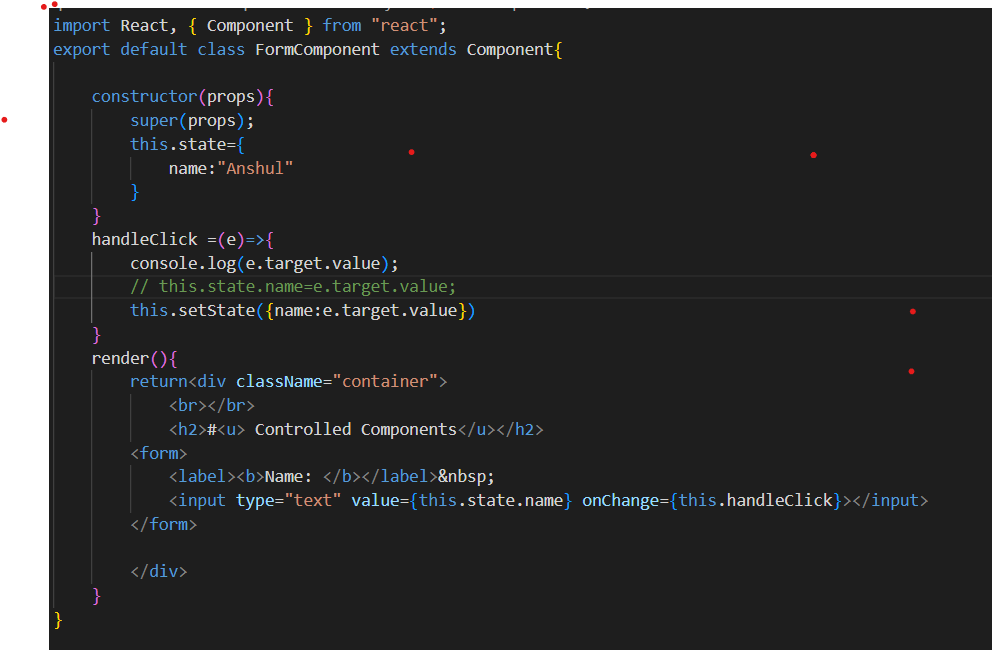 import React, { Component } from "react";
export default class FormComponent extends Component{
constructor(props){
super(props);
this.state={
name:"Anshul"
}
}
handleClick =(e)=>{
console.log(e.target.value);
// this.state.name=e.target.value;
this.setState({name:e.target.value})
}
render(){
return<div className="container">
<br></br>
<h2>#<u> Controlled Components</u></h2>
<form>
<label><b>Name: </b></label>&nbsp;
<input type="text" value={this.state.name} onChange={this.handleClick}></input>
</form>
</div>
}
}